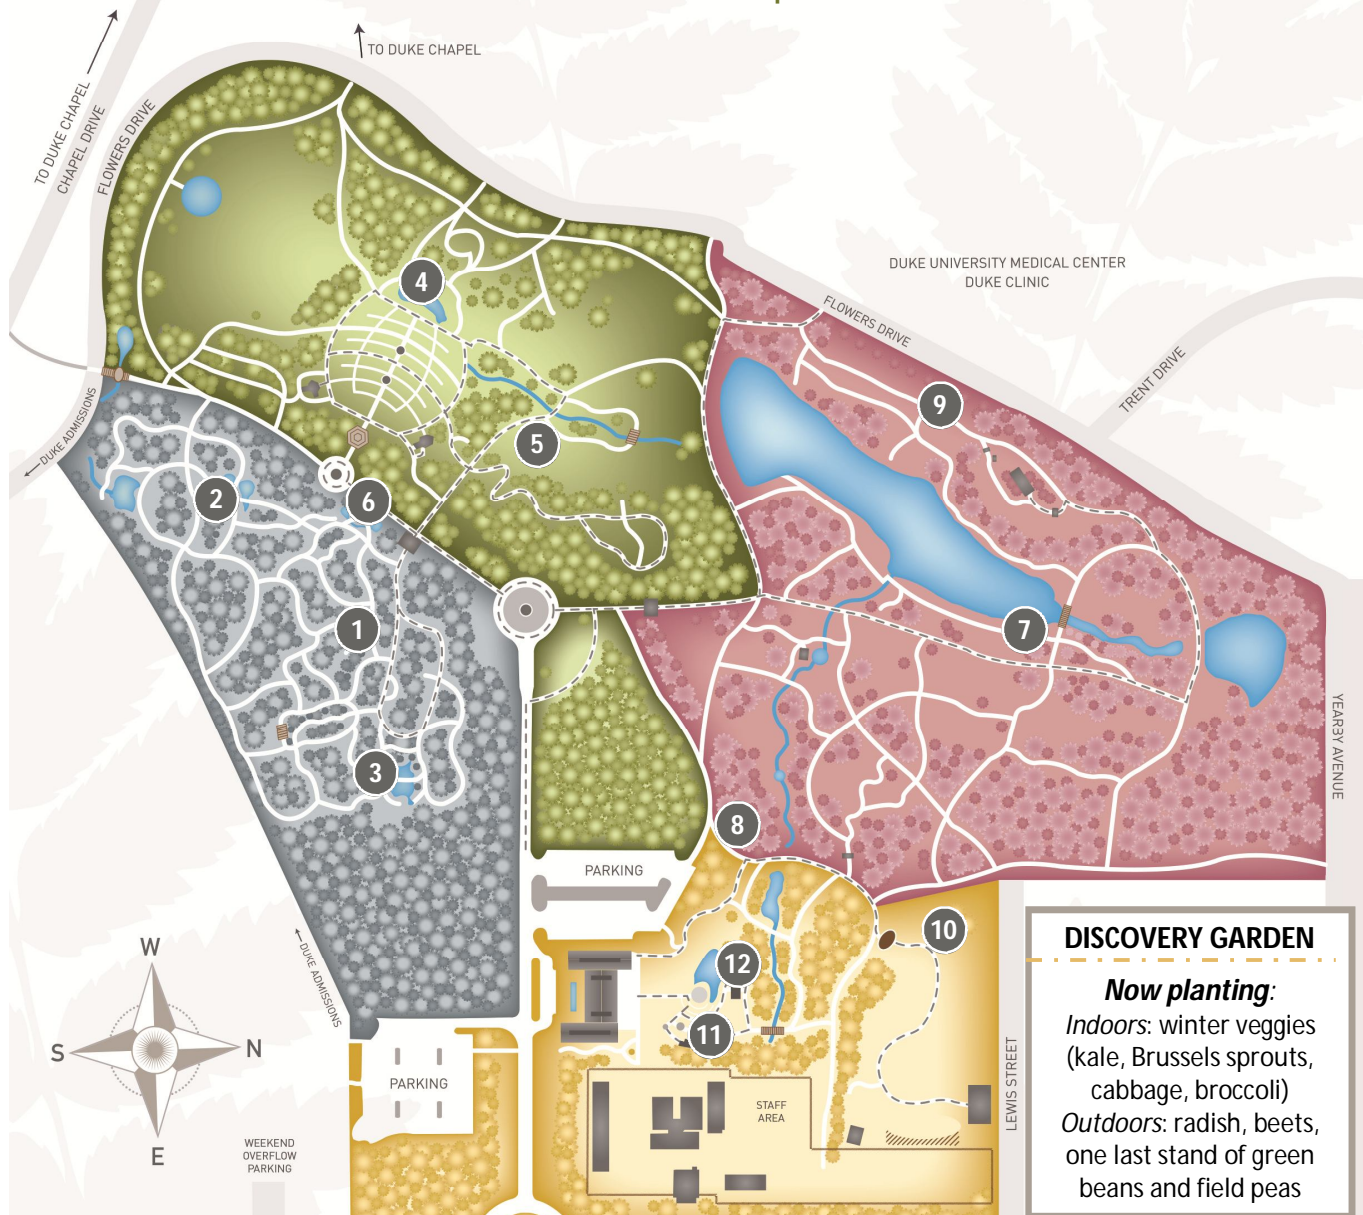 TO DUKE CHAPEL
TO DUKE CHAPEL
CHAPEL DRIVE
FLOWERS DRIVE
DUKE UNIVERSITY MEDICAL CENTER
DUKE CLINIC
FLOWERS DRIVE
TRENT DRIVE
4
9
DUKE ADMISSIONS
5
2
6
1
7
3
YEARBY AVENUE
8
PARKING
10
12
11
DUKE ADMISSIONS
W
S
N
E
PARKING
STAFF
AREA
LEWIS STREET
WEEKEND
OVERFLOW
PARKING
DISCOVERY GARDEN
Now planting:
Indoors: winter veggies
(kale, Brussels sprouts,
cabbage, broccoli)
Outdoors: radish, beets,
one last stand of green
beans and field peas